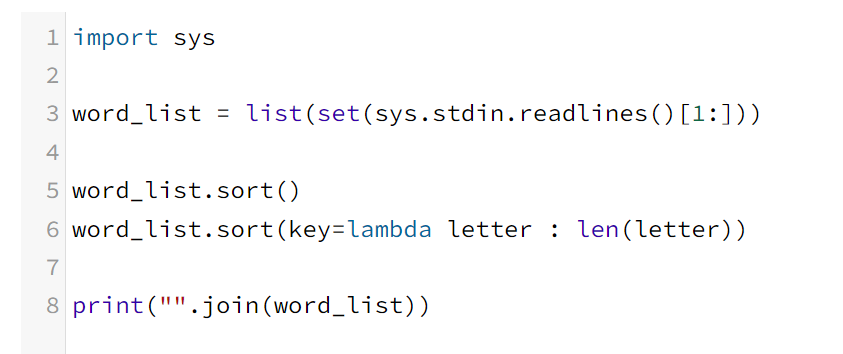 1 import sys
2
3 word_list = list(set(sys.stdin.readlines()[1:]))
4
5 word_list.sort()
6 word_list.sort(key=lambda letter : len(letter))
7
8 print("".join(word_list))